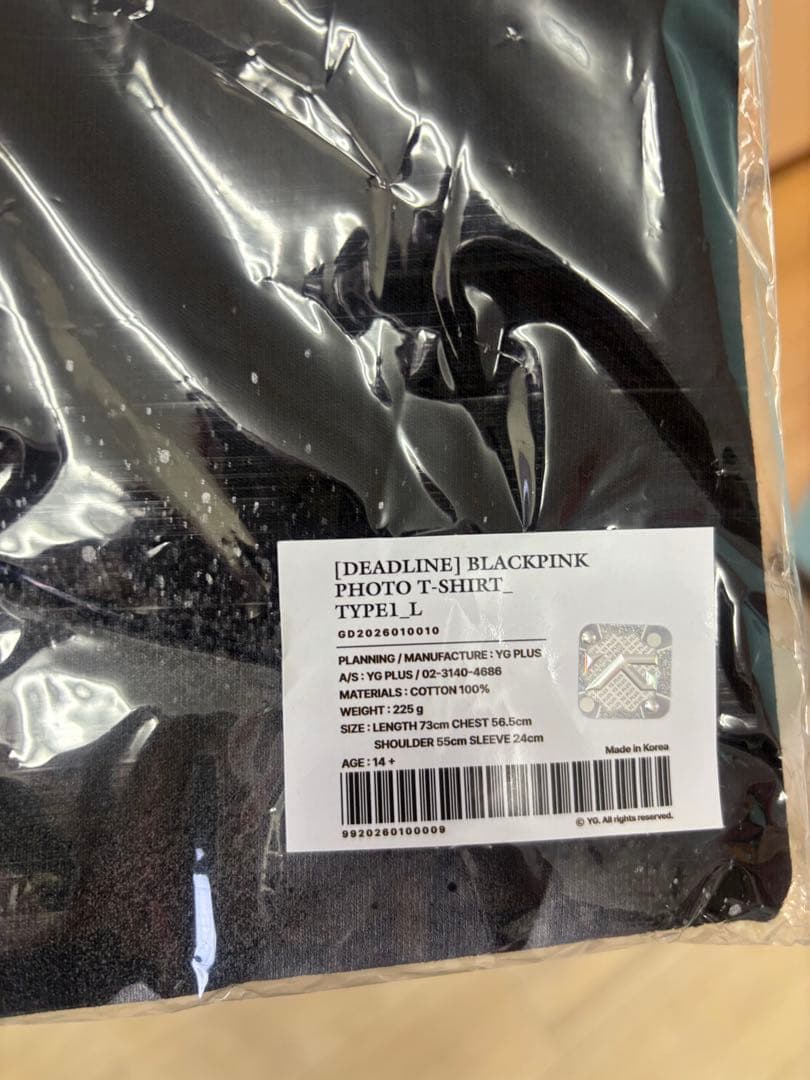 [DEADLINE] BLACKPINK
PHOTO T-SHIRT_
TYPE1_L
GD2026010010
PLANNING / MANUFACTURE : YG PLUS
A/S : YG PLUS / 02-3140-4686
MATERIALS : COTTON 100%
WEIGHT : 225 g
SIZE : LENGTH 73cm CHEST 56.5cm
SHOULDER 55cm SLEEVE 24cm
AGE : 14 +
Made in Korea
9920260100009
© YG. All rights reserved.